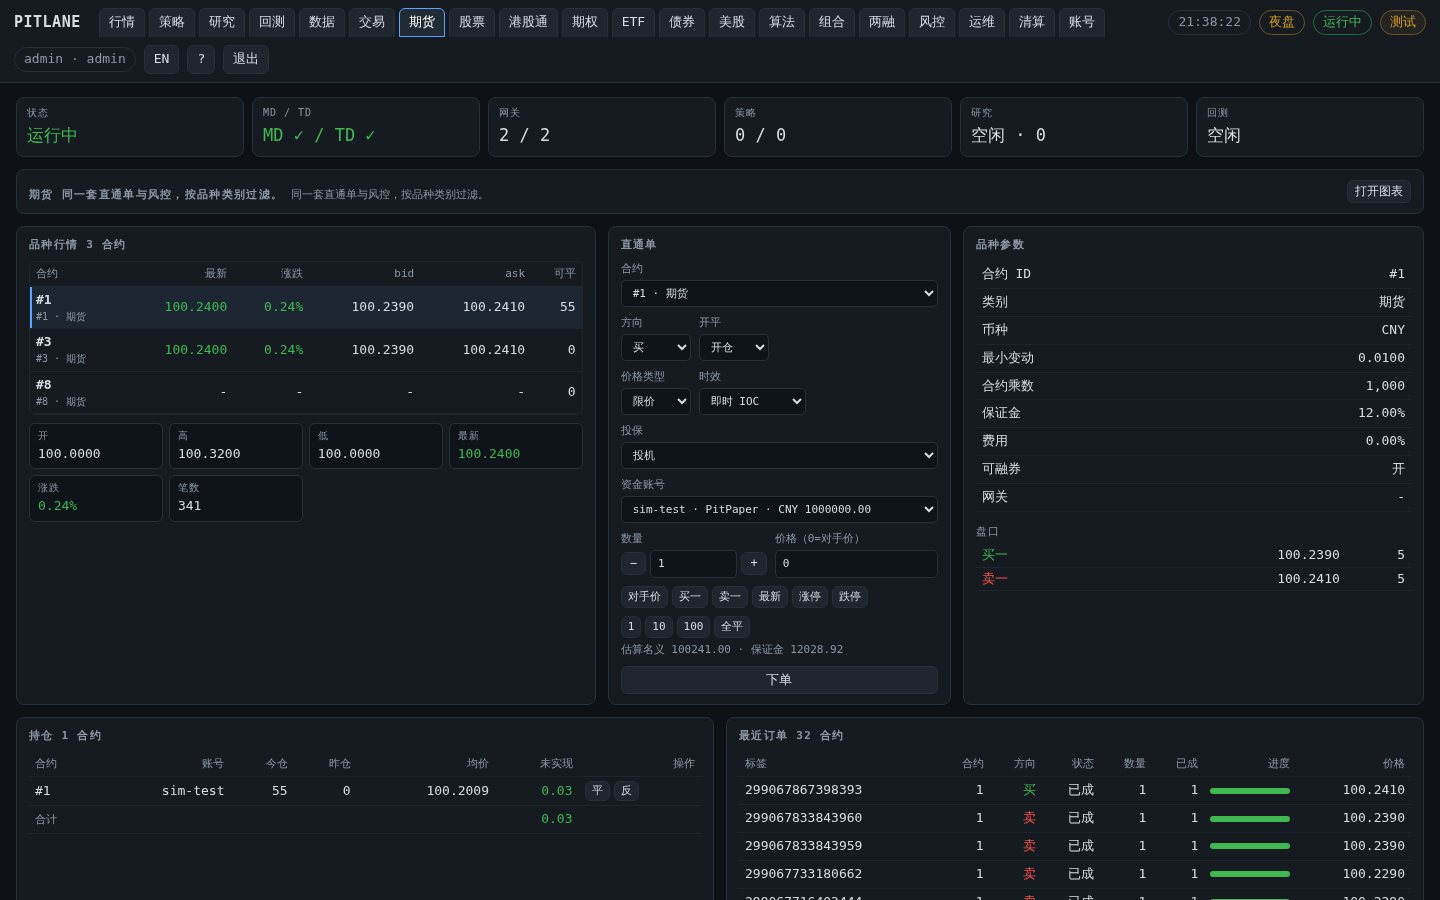 PITLANE 行情 策略 研究 回测 数据 交易 期货 股票 港股通 期权 ETF 债券 美股 算法 组合 两融 风控 运维 清算 账号 21:38:22 夜盘 运行中 测试
admin · admin EN ? 退出
状态 MD / TD 网关 策略 研究 回测
运行中 MD ✓ / TD ✓ 2 / 2 0 / 0 空闲 · 0 空闲
期货 同一套直通单与风控，按品种类别过滤。 同一套直通单与风控，按品种类别过滤。 打开图表
品种行情 3 合约
合约 最新 涨跌 bid ask 可平
#1 100.2400 0.24% 100.2390 100.2410 55
#1 · 期货
#3 100.2400 0.24% 100.2390 100.2410 0
#3 · 期货
#8 - - - - 0
#8 · 期货
开 高 低 最新
100.0000 100.3200 100.0000 100.2400
涨跌 笔数
0.24% 341
直通单
合约
#1 · 期货
方向 开平
买 开仓
价格类型 时效
限价 即时 IOC
投保
投机
资金账号
sim-test · PitPaper · CNY 1000000.00
数量 价格（0=对手价）
− 1 + 0
对手价 买一 卖一 最新 涨停 跌停
1 10 100 全平
估算名义 100241.00 · 保证金 12028.92
下单
品种参数
合约 ID #1
类别 期货
币种 CNY
最小变动 0.0100
合约乘数 1,000
保证金 12.00%
费用 0.00%
可融券 开
网关 -
盘口
买一 100.2390 5
卖一 100.2410 5
持仓 1 合约
合约 账号 今仓 昨仓 均价 未实现 操作
#1 sim-test 55 0 100.2009 0.03 平 反
合计 0.03
最近订单 32 合约
标签 合约 方向 状态 数量 已成 进度 价格
299067867398393 1 买 已成 1 1 100.2410
299067833843960 1 卖 已成 1 1 100.2390
299067833843959 1 卖 已成 1 1 100.2390
299067733180662 1 卖 已成 1 1 100.2290